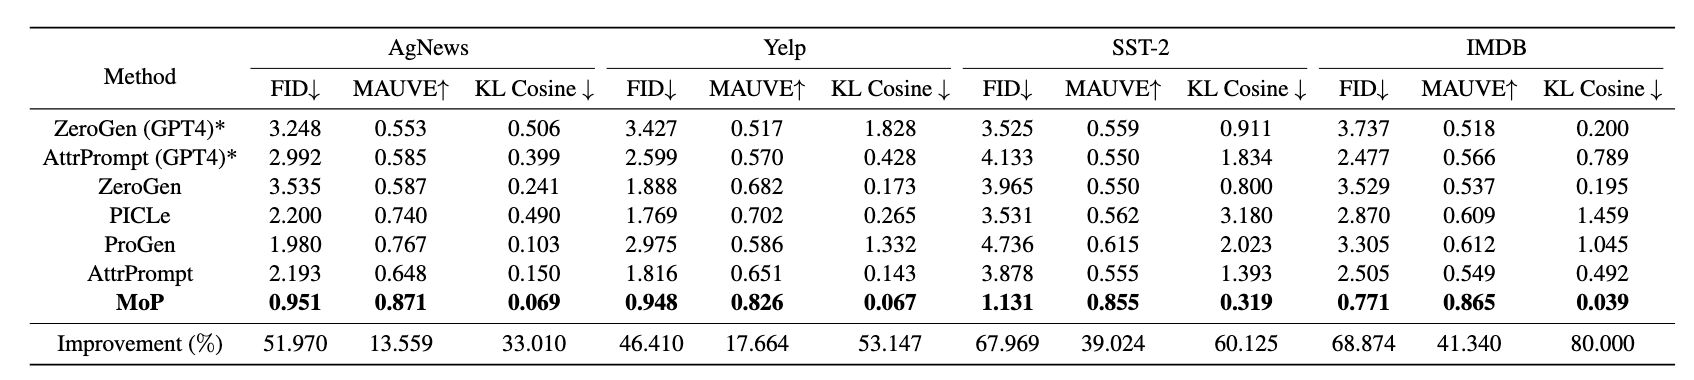 AgNews Yelp SST-2 IMDB
Method
FID↓ MAUVE↑ KL Cosine ↓ FID↓ MAUVE↑ KL Cosine ↓ FID↓ MAUVE↑ KL Cosine ↓ FID↓ MAUVE↑ KL Cosine ↓
ZeroGen (GPT4)* 3.248 0.553 0.506 3.427 0.517 1.828 3.525 0.559 0.911 3.737 0.518 0.200
AttrPrompt (GPT4)* 2.992 0.585 0.399 2.599 0.570 0.428 4.133 0.550 1.834 2.477 0.566 0.789
ZeroGen 3.535 0.587 0.241 1.888 0.682 0.173 3.965 0.550 0.800 3.529 0.537 0.195
PICLe 2.200 0.740 0.490 1.769 0.702 0.265 3.531 0.562 3.180 2.870 0.609 1.459
ProGen 1.980 0.767 0.103 2.975 0.586 1.332 4.736 0.615 2.023 3.305 0.612 1.045
AttrPrompt 2.193 0.648 0.150 1.816 0.651 0.143 3.878 0.555 1.393 2.505 0.549 0.492
MoP 0.951 0.871 0.069 0.948 0.826 0.067 1.131 0.855 0.319 0.771 0.865 0.039
Improvement (%) 51.970 13.559 33.010 46.410 17.664 53.147 67.969 39.024 60.125 68.874 41.340 80.000